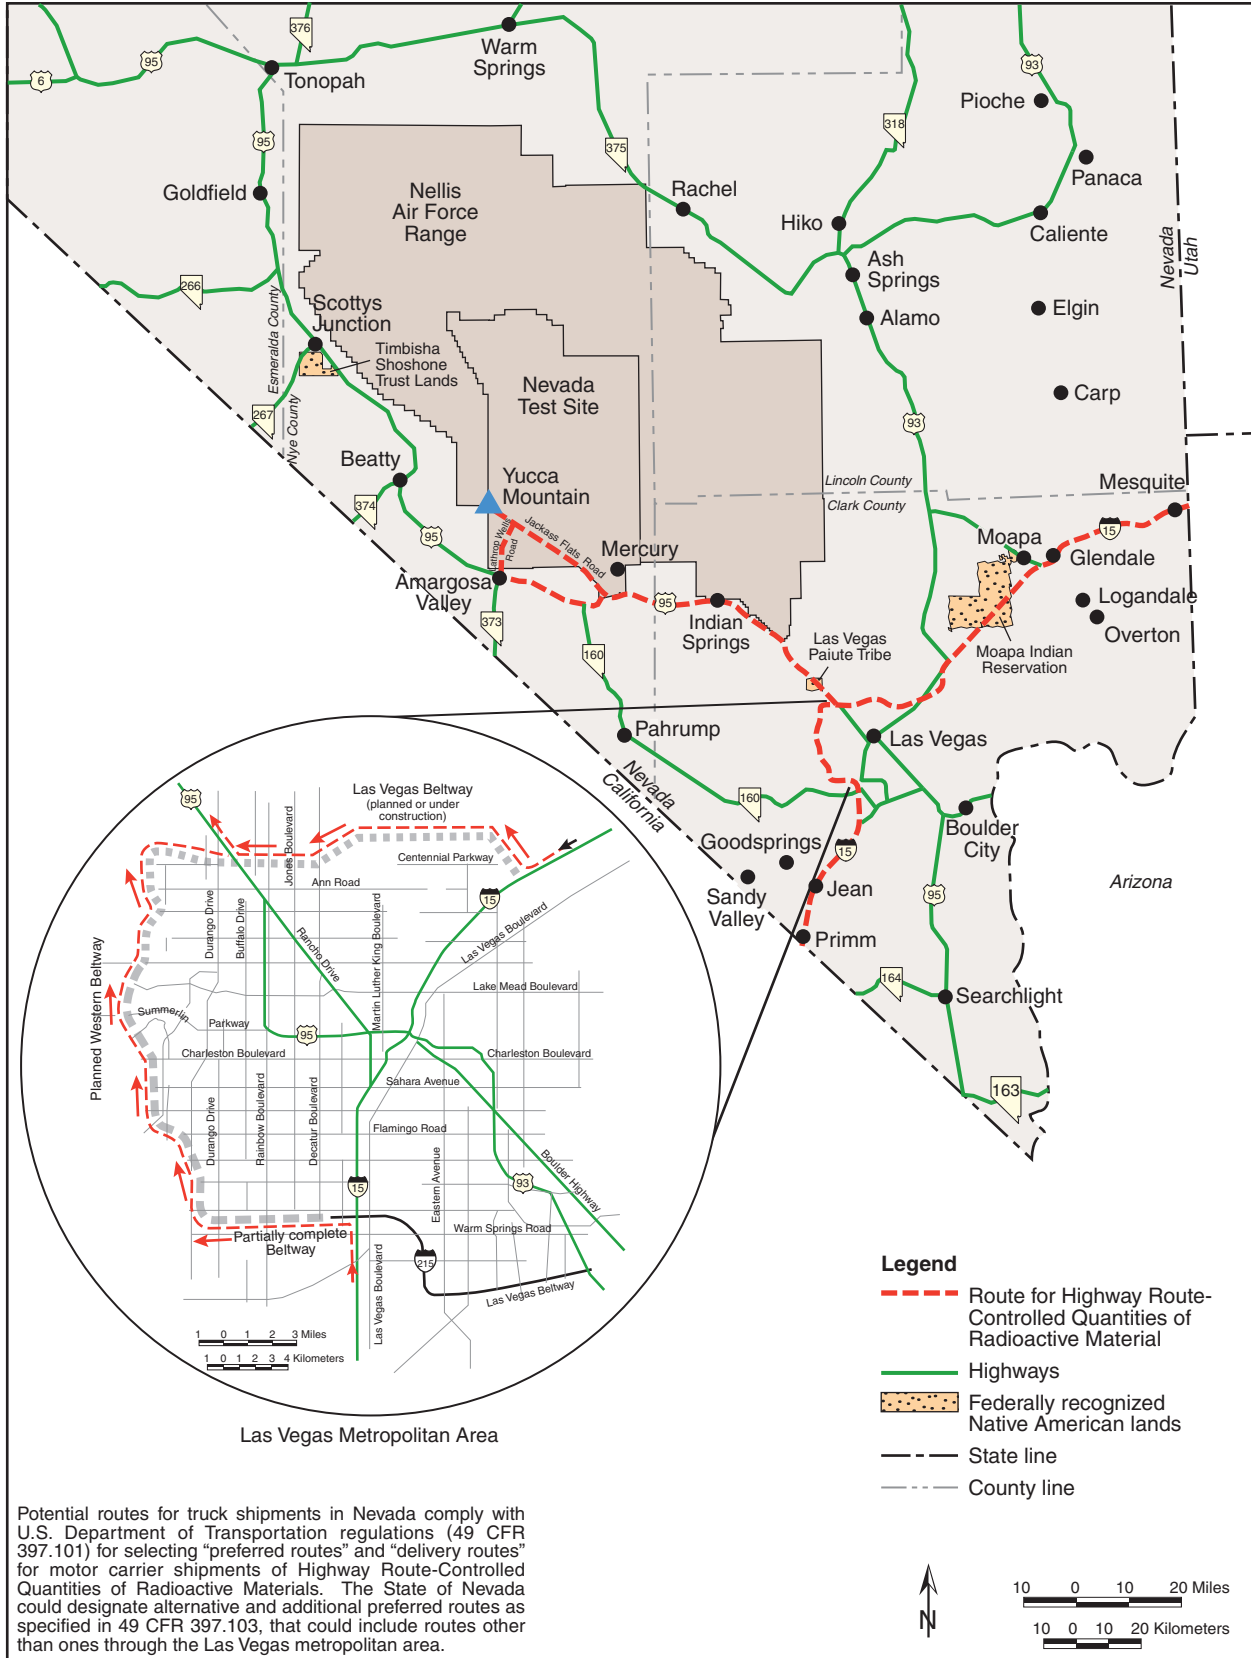 376
Warm
Springs
95
6
Tonopah
93
Pioche
318
95
375
Panaca
Nellis
Air Force
Range
Goldfield
Rachel
Hiko
Caliente
Nevada
Utah
Ash
Springs
266
Esmeralda County
Nye County
Scottys
Junction
Elgin
Alamo
Timbisha
Shoshone
Trust Lands
Nevada
Test Site
Carp
267
93
Beatty
Yucca
Mountain
Lincoln County
Clark County
Mesquite
374
95
Lathrop Wells
Road
Jackass Flats Road
15
Mercury
Moapa
Glendale
Amargosa
Valley
95
Indian
Springs
Logandale
Overton
373
Las Vegas
Paiute Tribe
Moapa Indian
Reservation
160
Pahrump
Las Vegas
Nevada
California
160
Boulder
City
Goodsprings
15
Sandy
Valley
Jean
Arizona
95
Primm
164
Searchlight
163
95
Las Vegas Beltway
(planned or under
construction)
Jones Boulevard
Centennial Parkway
Ann Road
15
Durango Drive
Buffalo Drive
Rancho Drive
Martin Luther King Boulevard
Las Vegas Boulevard
Planned Western Beltway
Lake Mead Boulevard
Summerlin
Parkway
95
Charleston Boulevard
Charleston Boulevard
Sahara Avenue
Durango Drive
Rainbow Boulevard
Decatur Boulevard
Flamingo Road
Eastern Avenue
Boulder Highway
15
93
Warm Springs Road
Partially complete
Beltway
215
Las Vegas Boulevard
Las Vegas Beltway
1 0 1 2 3 Miles
1 0 1 2 3 4 Kilometers
Las Vegas Metropolitan Area
Legend
Route for Highway Route-
Controlled Quantities of
Radioactive Material
Highways
Federally recognized
Native American lands
State line
County line
Potential routes for truck shipments in Nevada comply with
U.S. Department of Transportation regulations (49 CFR
397.101) for selecting “preferred routes” and “delivery routes”
for motor carrier shipments of Highway Route-Controlled
Quantities of Radioactive Materials. The State of Nevada
could designate alternative and additional preferred routes as
specified in 49 CFR 397.103, that could include routes other
than ones through the Las Vegas metropolitan area.
N
10 0 10 20 Miles
10 0 10 20 Kilometers